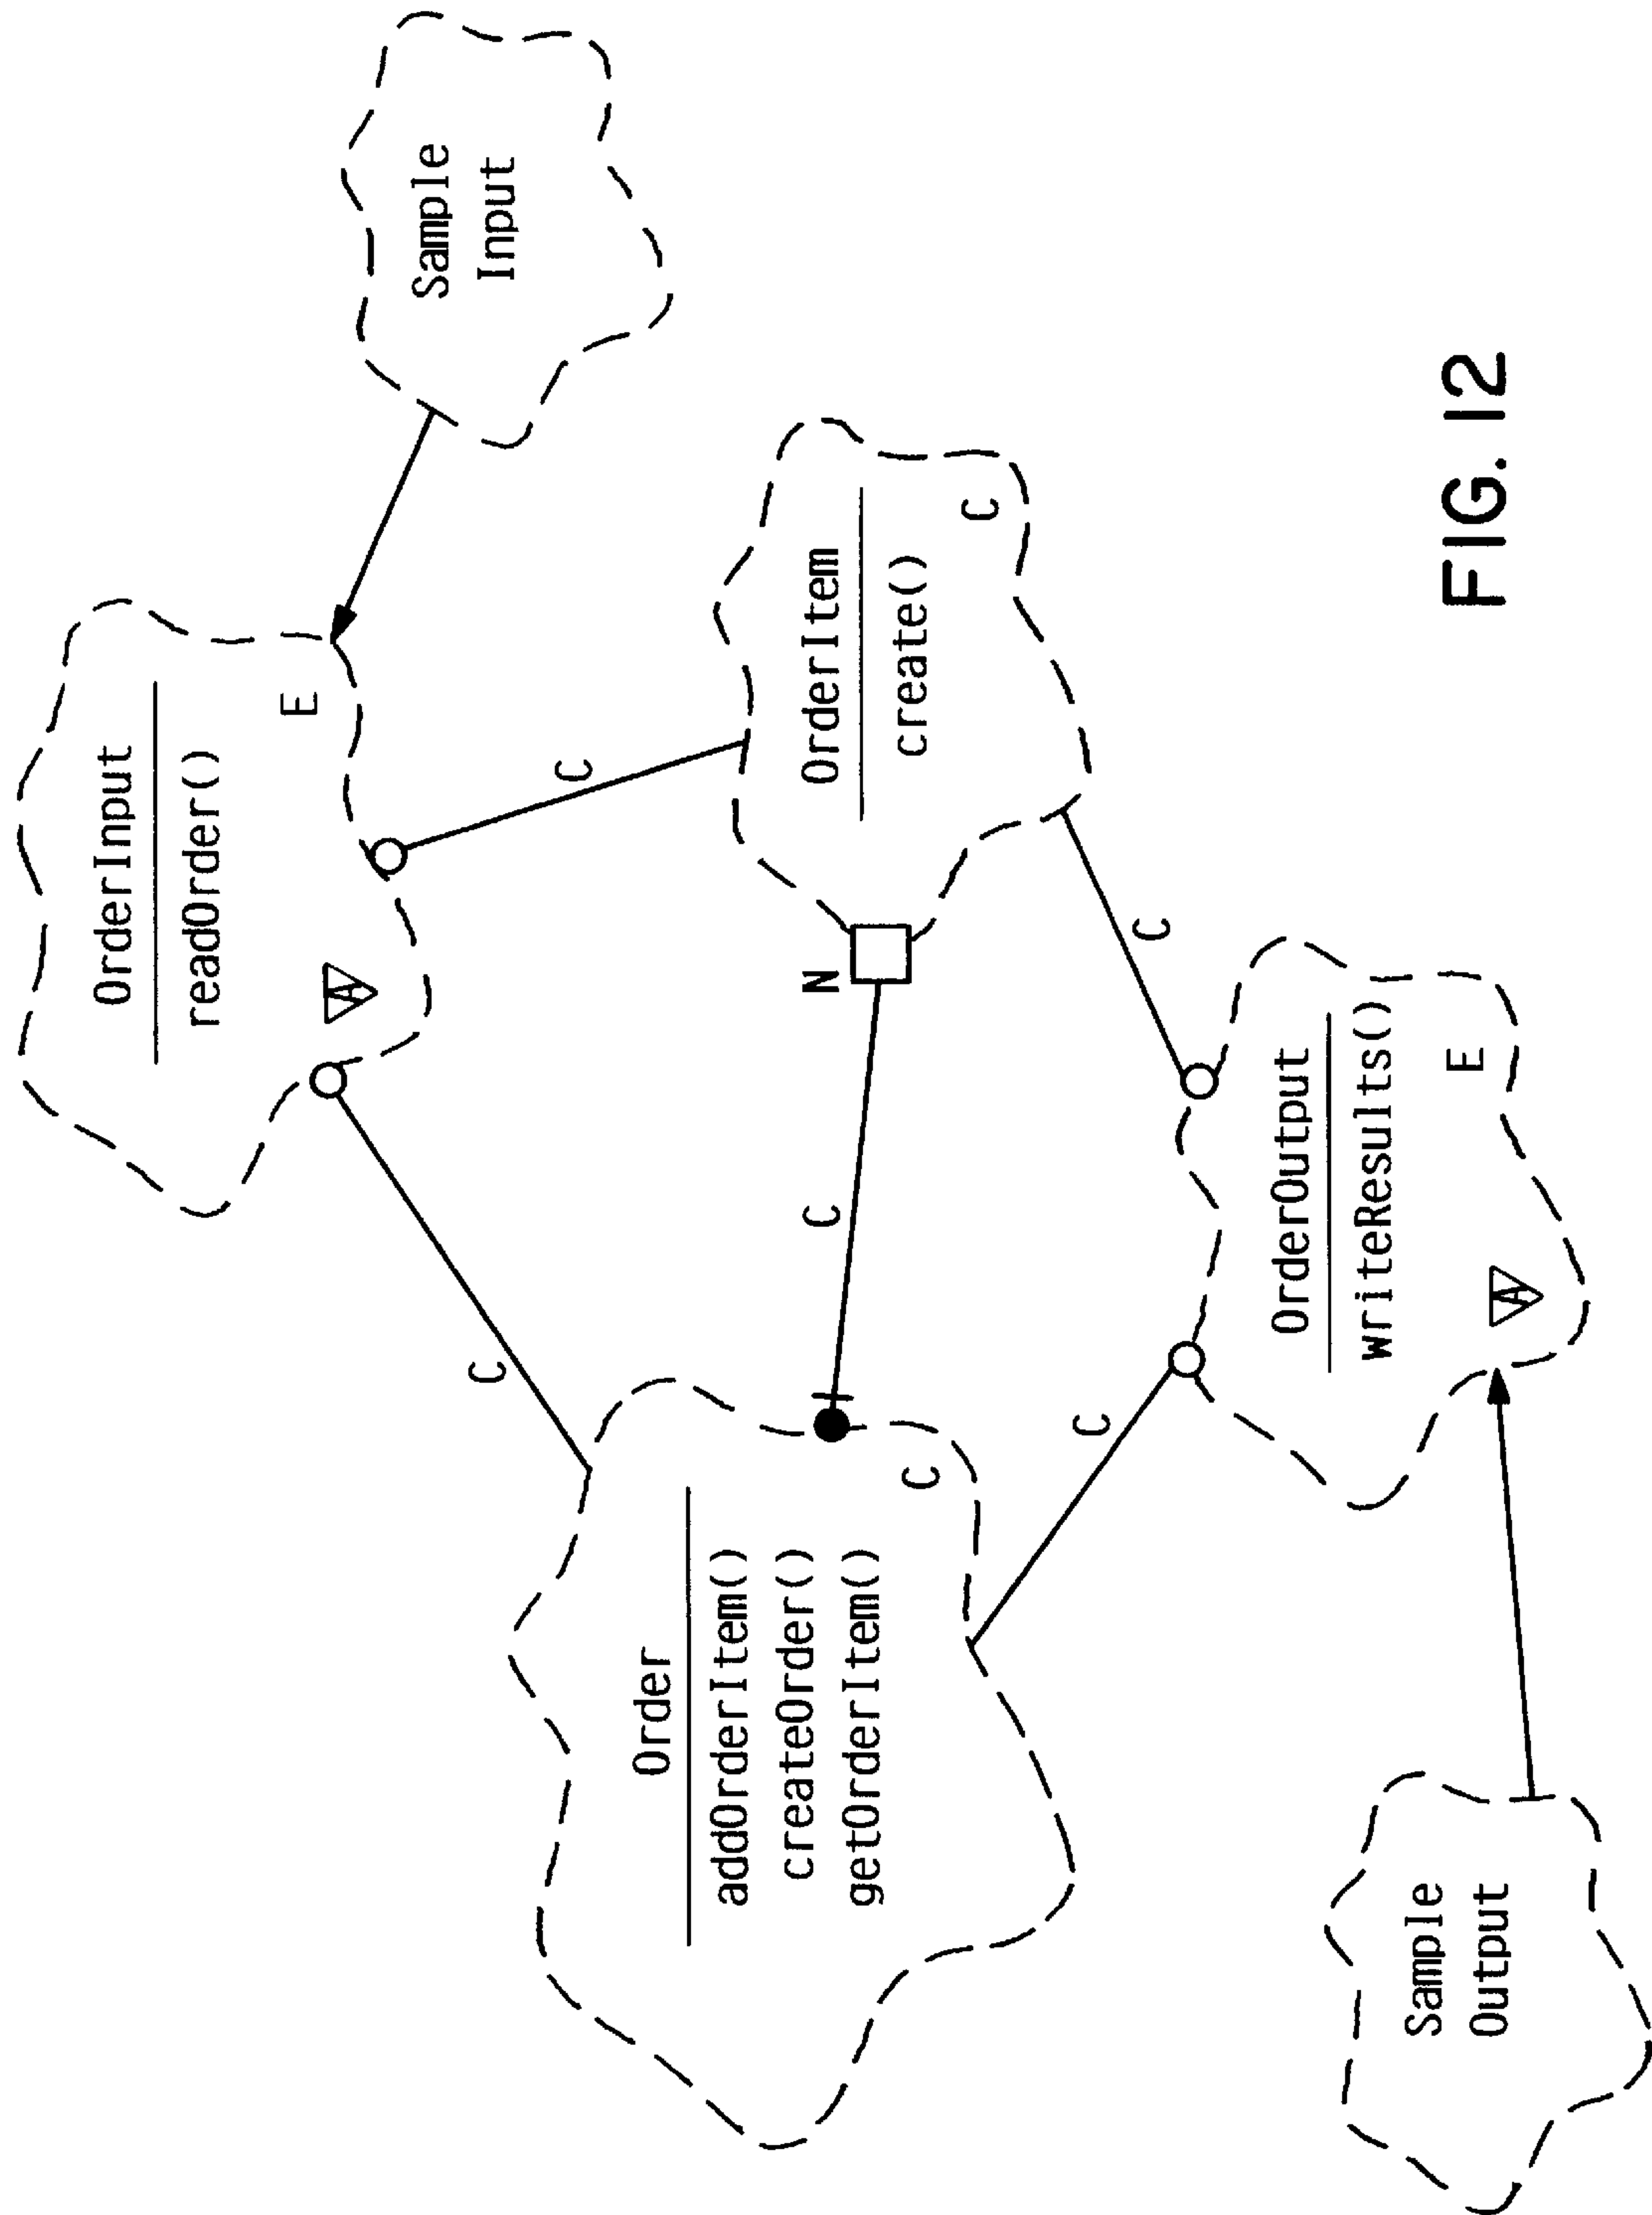 OrderInput
readOrder()
E
A
Sample
Input
C
C
Order
addOrderItem()
createOrder()
getOrderItem()
C
C
N
OrderItem
create()
C
C
C
OrderOutput
writeResults()
E
A
Sample
Output
FIG. 12